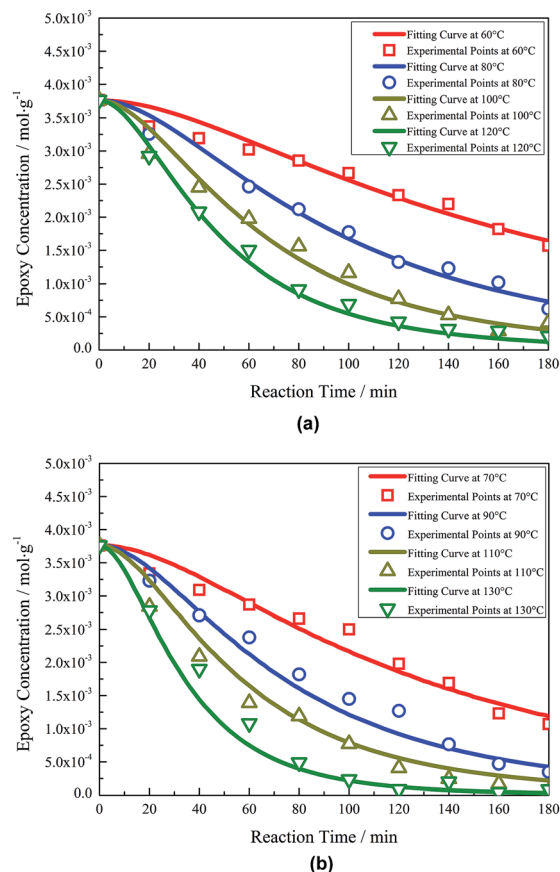 (a)
5.0x10-3
4.5x10-3
4.0x10-3
3.5x10-3
3.0x10-3
2.5x10-3
2.0x10-3
1.5x10-3
1.0x10-3
5.0x10-4
0.0
Epoxy Concentration / mol·g-1
Fitting Curve at 60°C
Experimental Points at 60°C
Fitting Curve at 80°C
Experimental Points at 80°C
Fitting Curve at 100°C
Experimental Points at 100°C
Fitting Curve at 120°C
Experimental Points at 120°C
0 20 40 60 80 100 120 140 160 180
Reaction Time / min
(a)
5.0x10-3
4.5x10-3
4.0x10-3
3.5x10-3
3.0x10-3
2.5x10-3
2.0x10-3
1.5x10-3
1.0x10-3
5.0x10-4
0.0
Epoxy Concentration / mol·g-1
Fitting Curve at 70°C
Experimental Points at 70°C
Fitting Curve at 90°C
Experimental Points at 90°C
Fitting Curve at 110°C
Experimental Points at 110°C
Fitting Curve at 130°C
Experimental Points at 130°C
0 20 40 60 80 100 120 140 160 180
Reaction Time / min
(b)